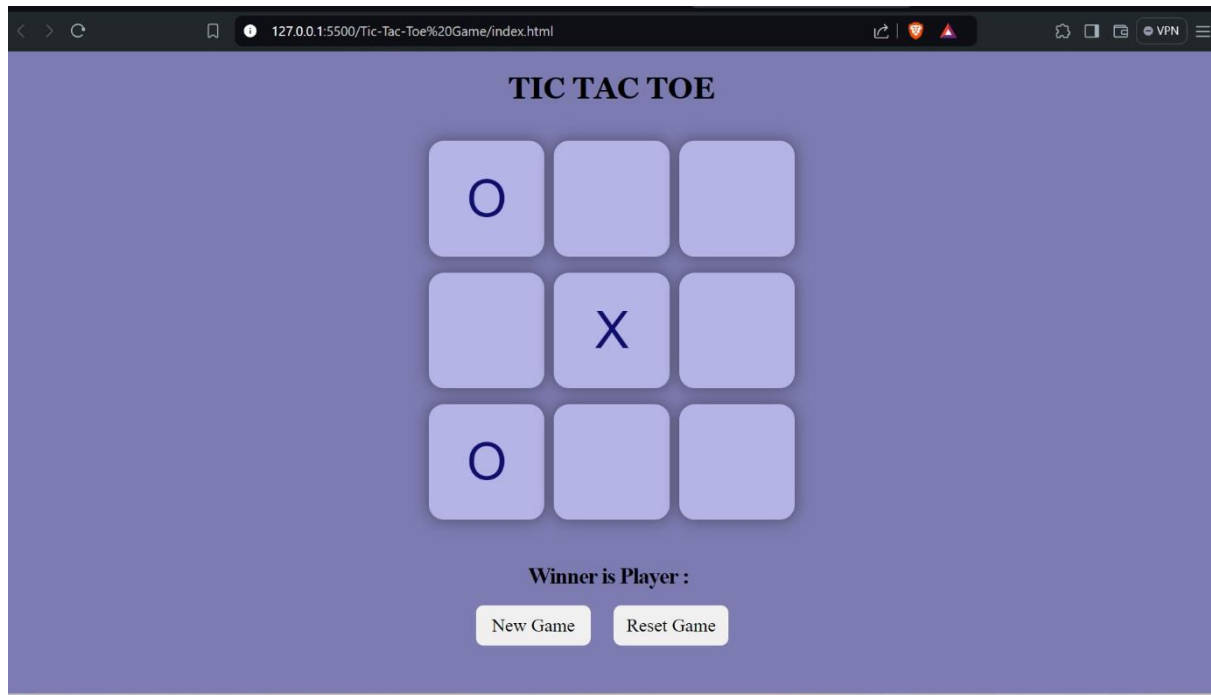 127.0.0.1:5500/Tic-Tac-Toe%20Game/index.html
VPN
TIC TAC TOE
O
X
O
Winner is Player :
New Game Reset Game